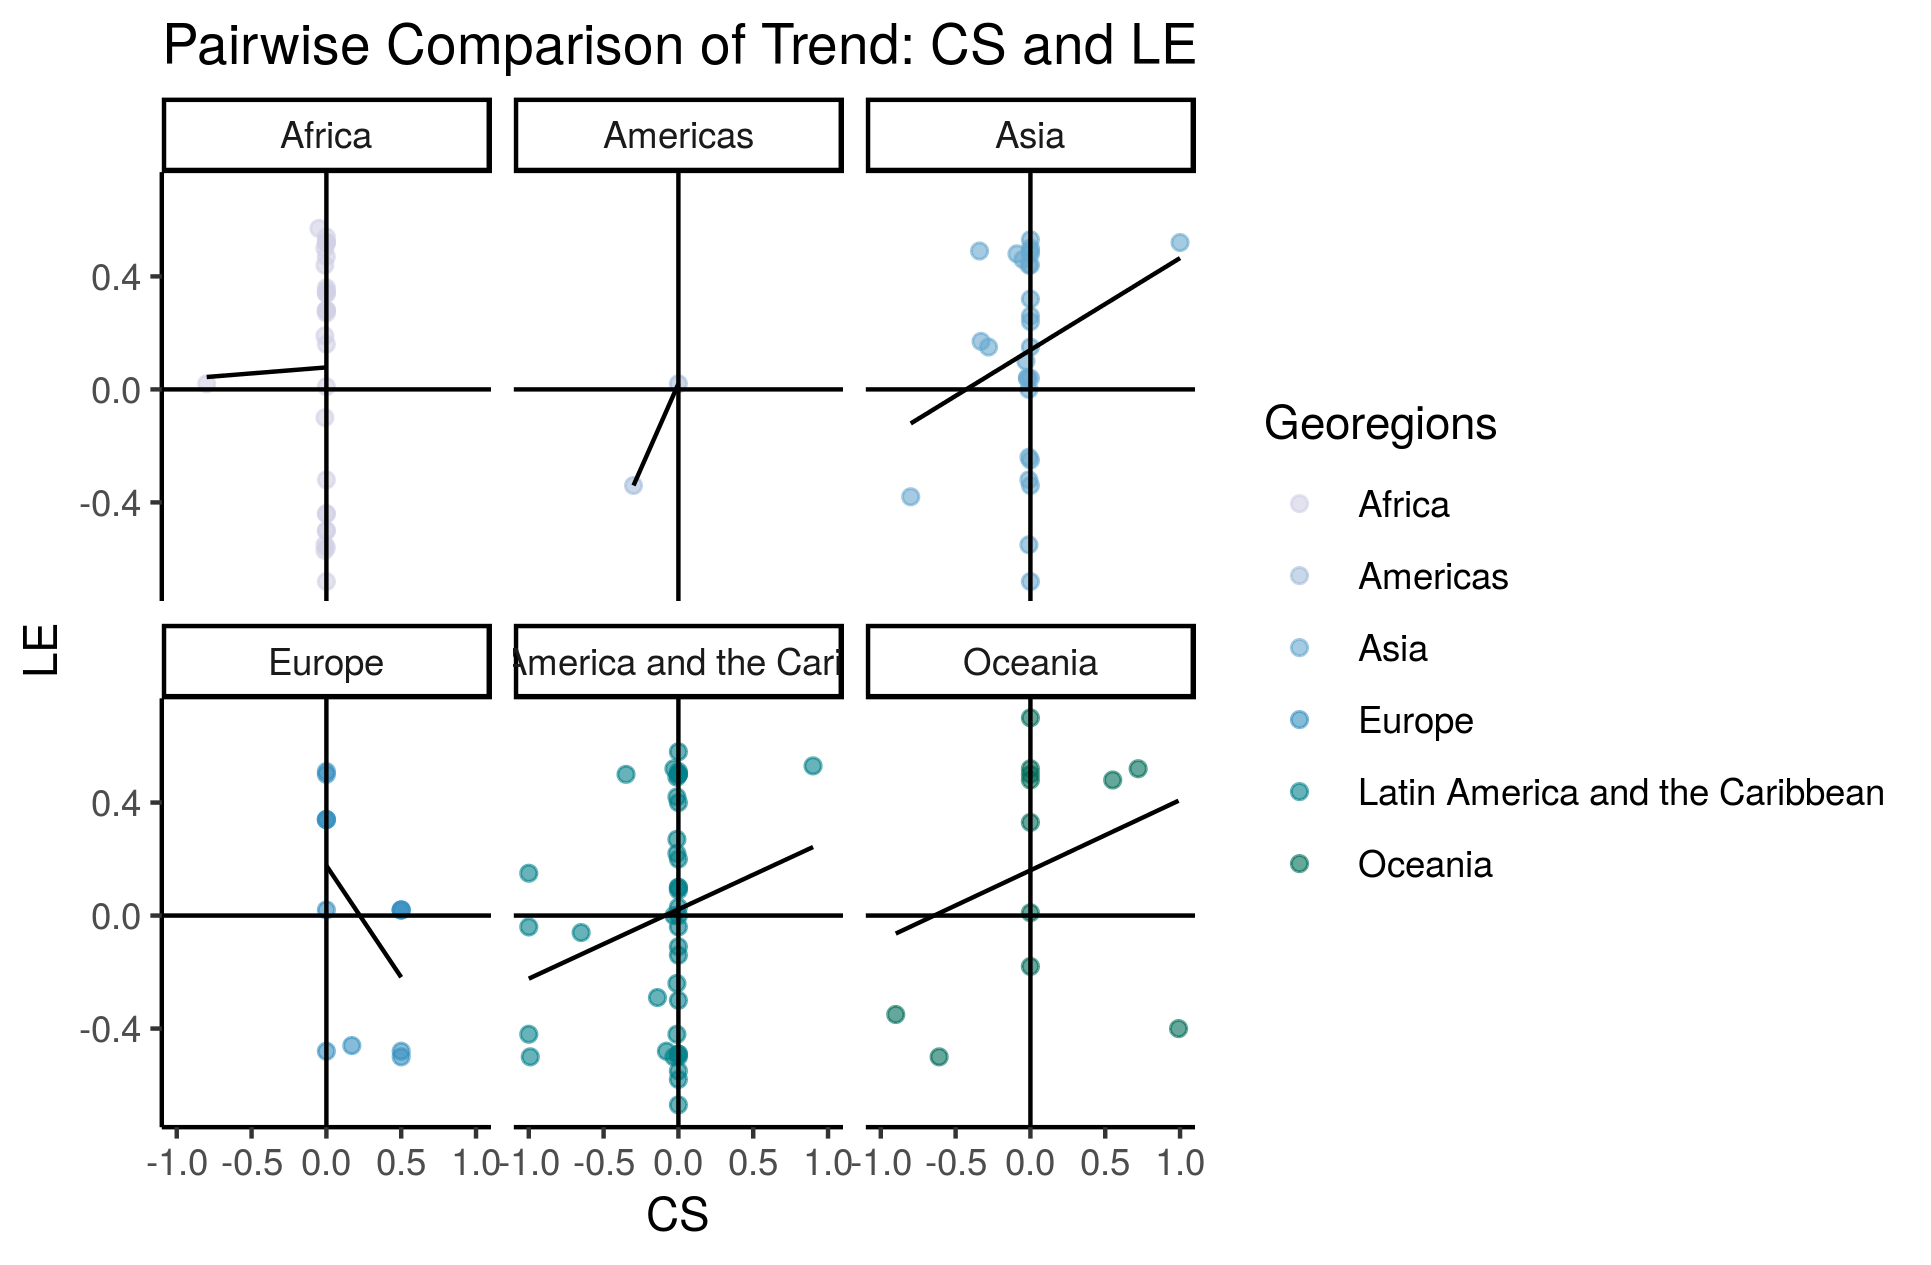 Pairwise Comparison of Trend: CS and LE
Africa
Americas
Asia
0.4
0.0
-0.4
Europe
America and the Cari
Oceania
0.4
0.0
-0.4
-1.0 -0.5 0.0 0.5 1.0 -1.0 -0.5 0.0 0.5 1.0 -1.0 -0.5 0.0 0.5 1.0
CS
LE
Georegions
Africa
Americas
Asia
Europe
Latin America and the Caribbean
Oceania